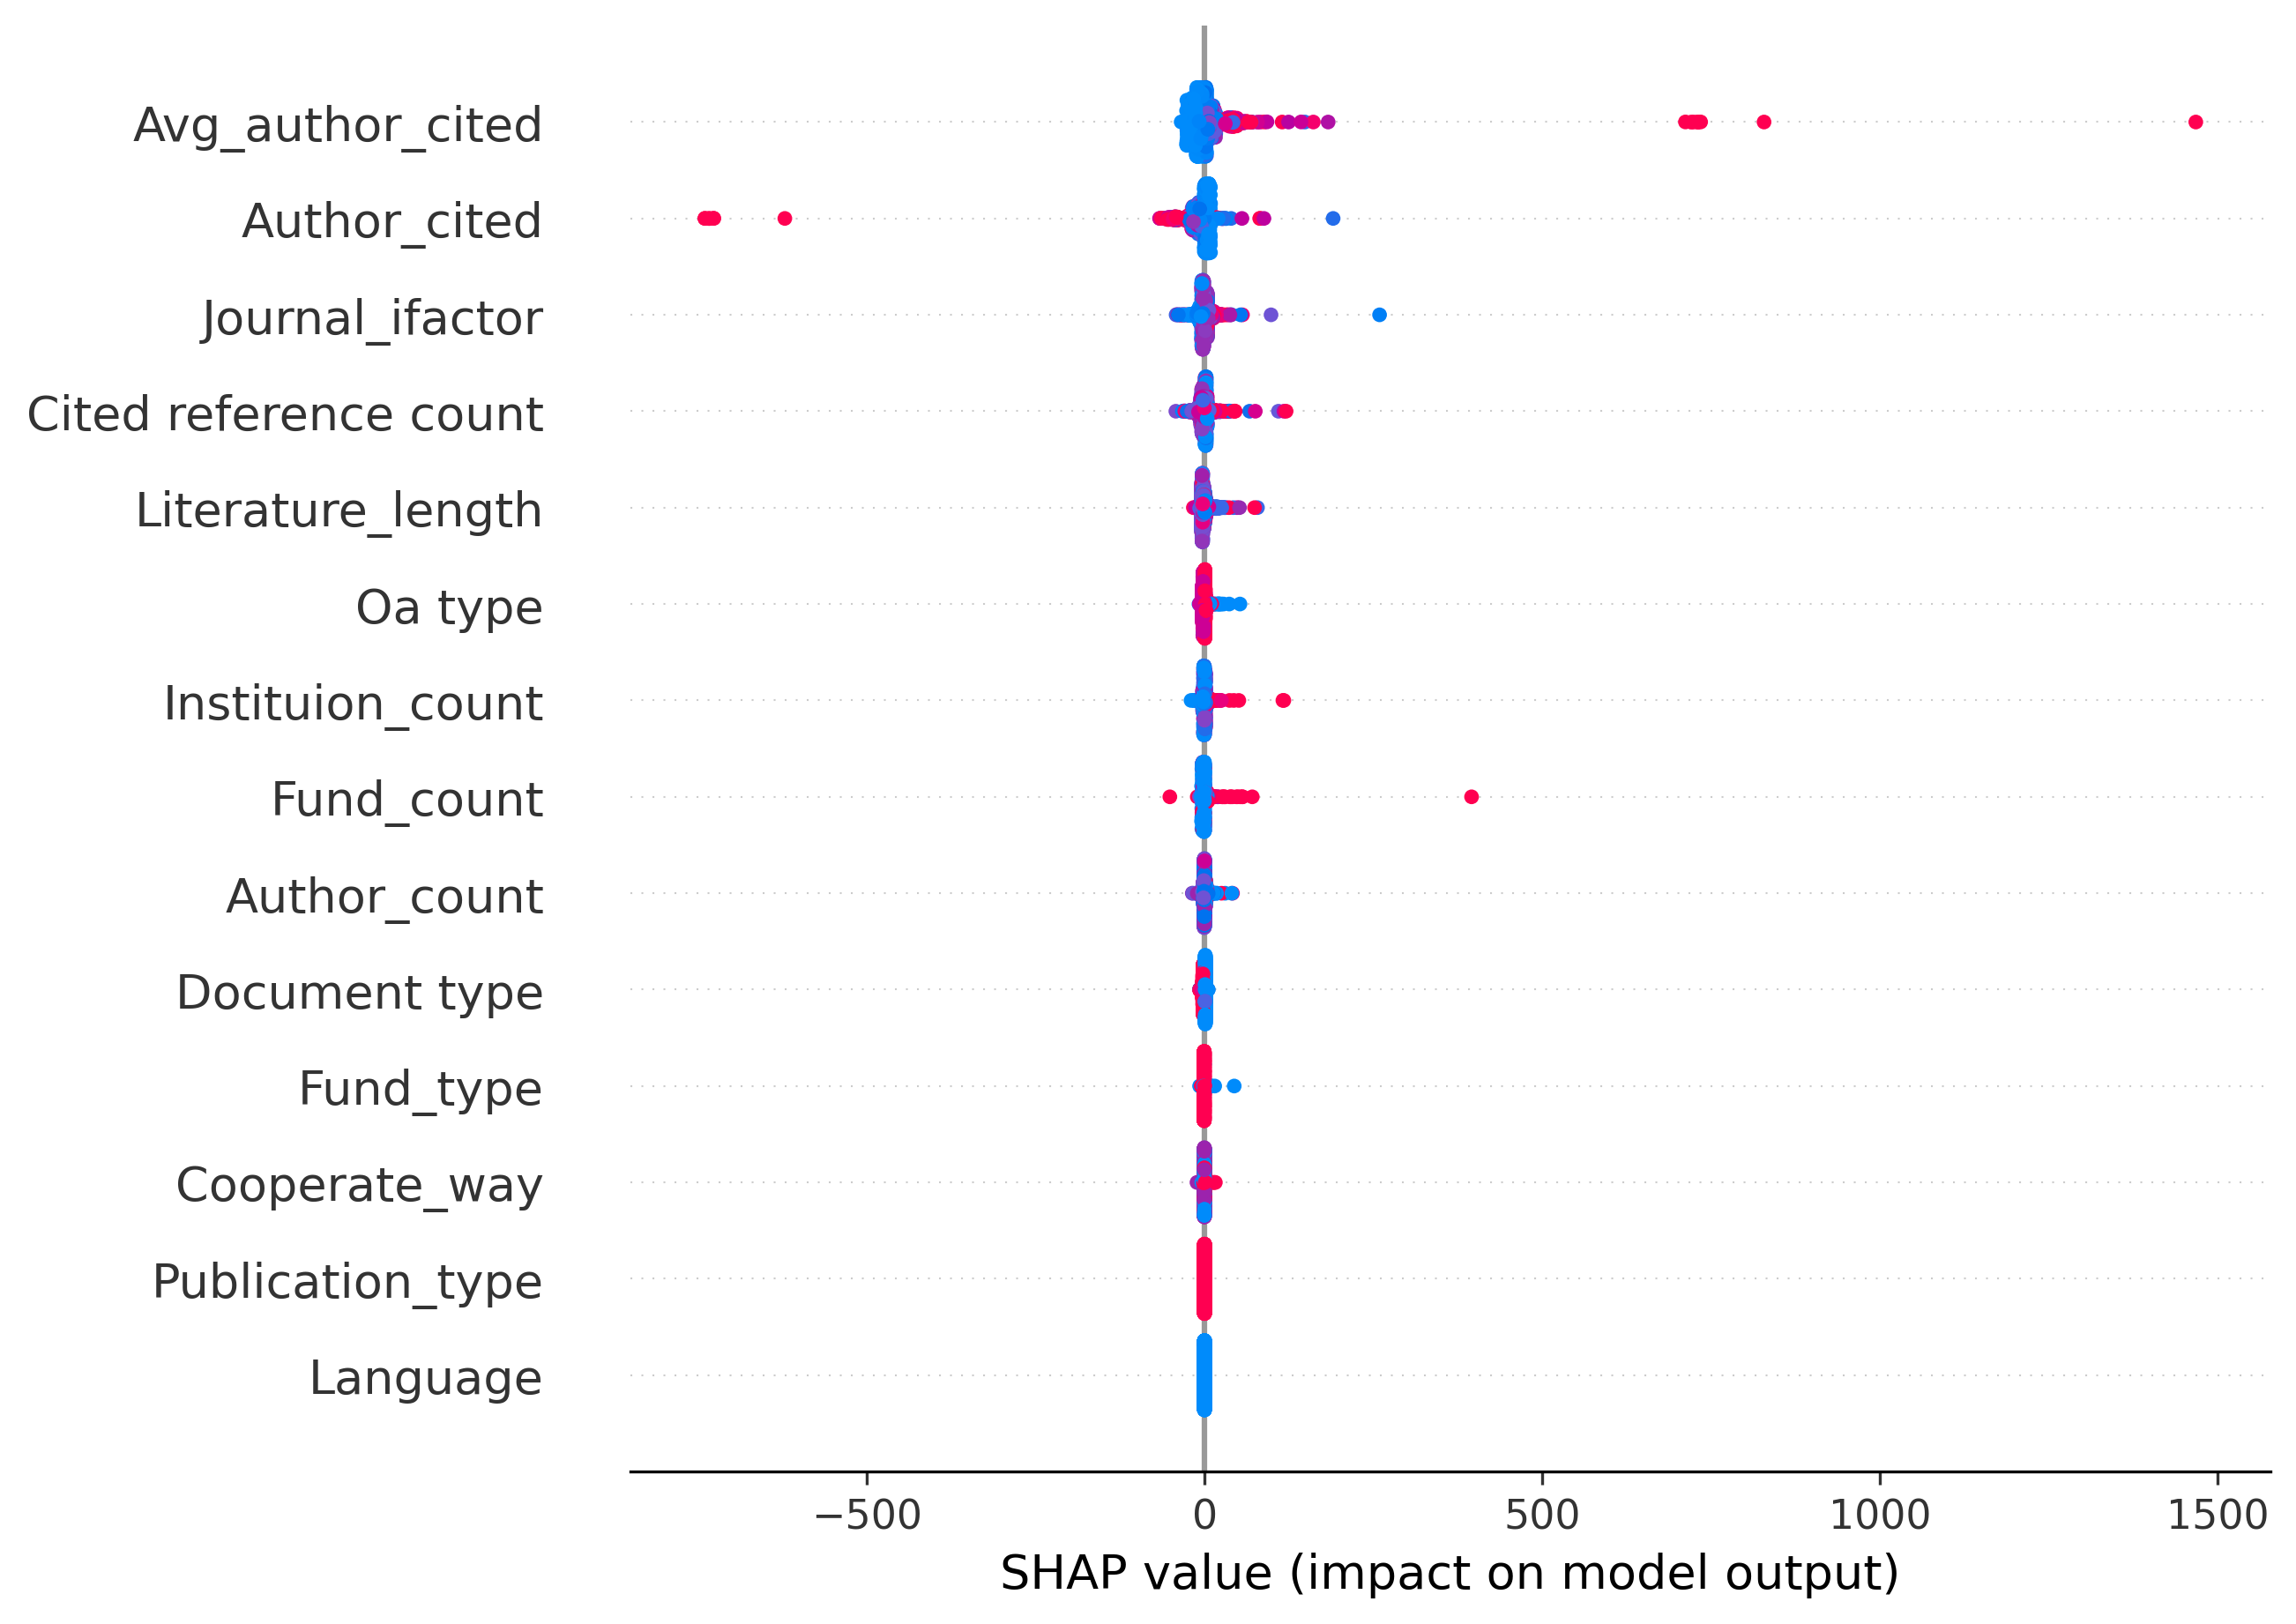 Avg_author_cited
Author_cited
Journal_ifactor
Cited reference count
Literature_length
Oa type
Instituion_count
Fund_count
Author_count
Document type
Fund_type
Cooperate_way
Publication_type
Language
−500 0 500 1000 1500
SHAP value (impact on model output)